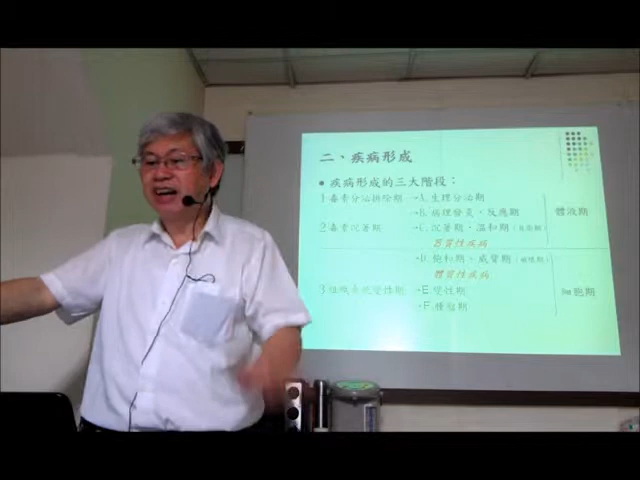 二、疾病形成
• 疾病形成的三大階段：
1 毒素分泌排除期 →A.生理分泌期
→B.病理發炎、反應期
體液期
2 毒素沉著期 →C.沉著期、溫和期
器質性疾病
→D.飽和期、威脅期
體質性疾病
3 組織系統變性期 →E.變性期
細胞期
→F.腫瘤期